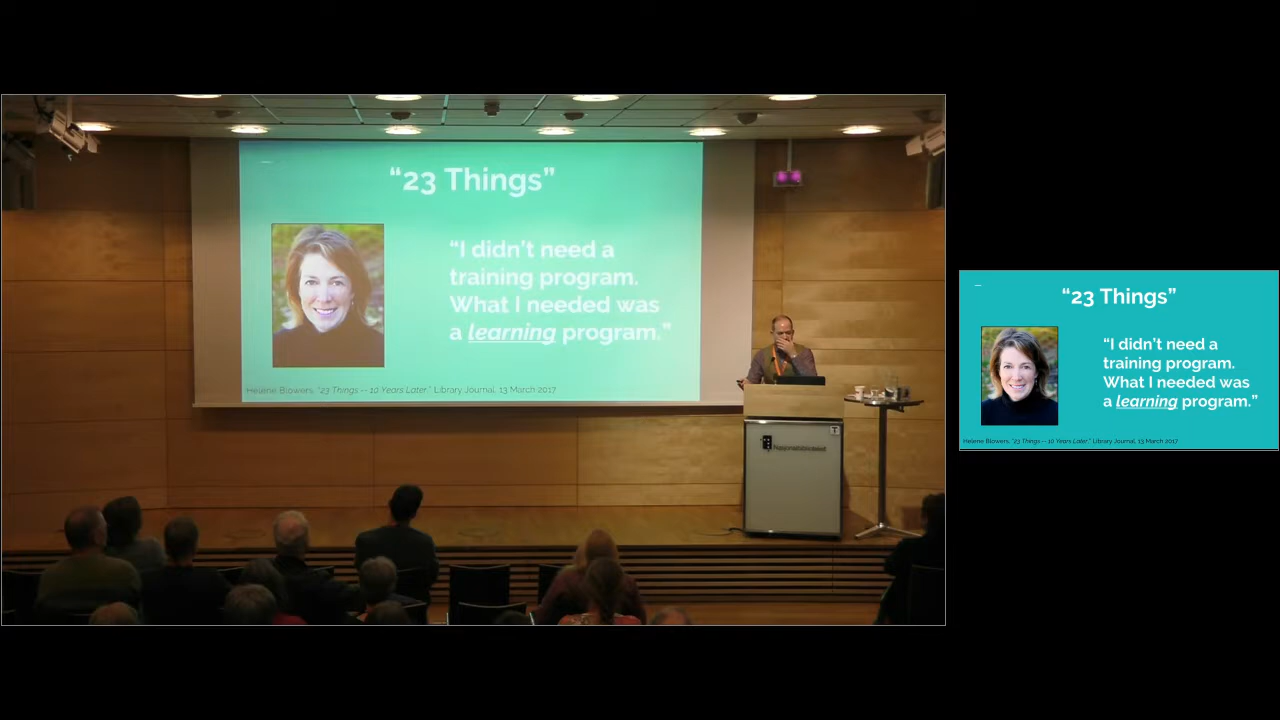 “23 Things”
“I didn’t need a
training program.
What I needed was
a learning program.”
Helene Blowers. “23 Things -- 10 Years Later.” Library Journal, 13 March 2017
“23 Things”
“I didn’t need a
training program.
What I needed was
a learning program.”
Helene Blowers. “23 Things -- 10 Years Later.” Library Journal, 13 March 2017